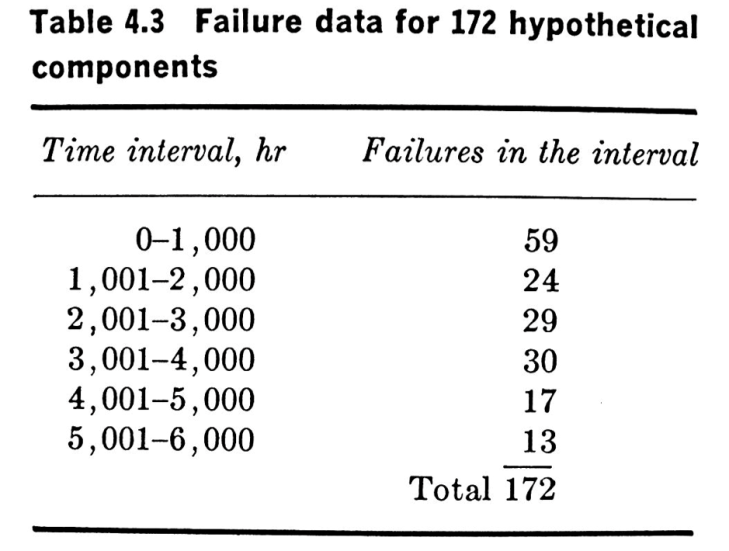 Table 4.3 Failure data for 172 hypothetical
components
Time interval, hr Failures in the interval
0–1,000 59
1,001–2,000 24
2,001–3,000 29
3,001–4,000 30
4,001–5,000 17
5,001–6,000 13
Total 172